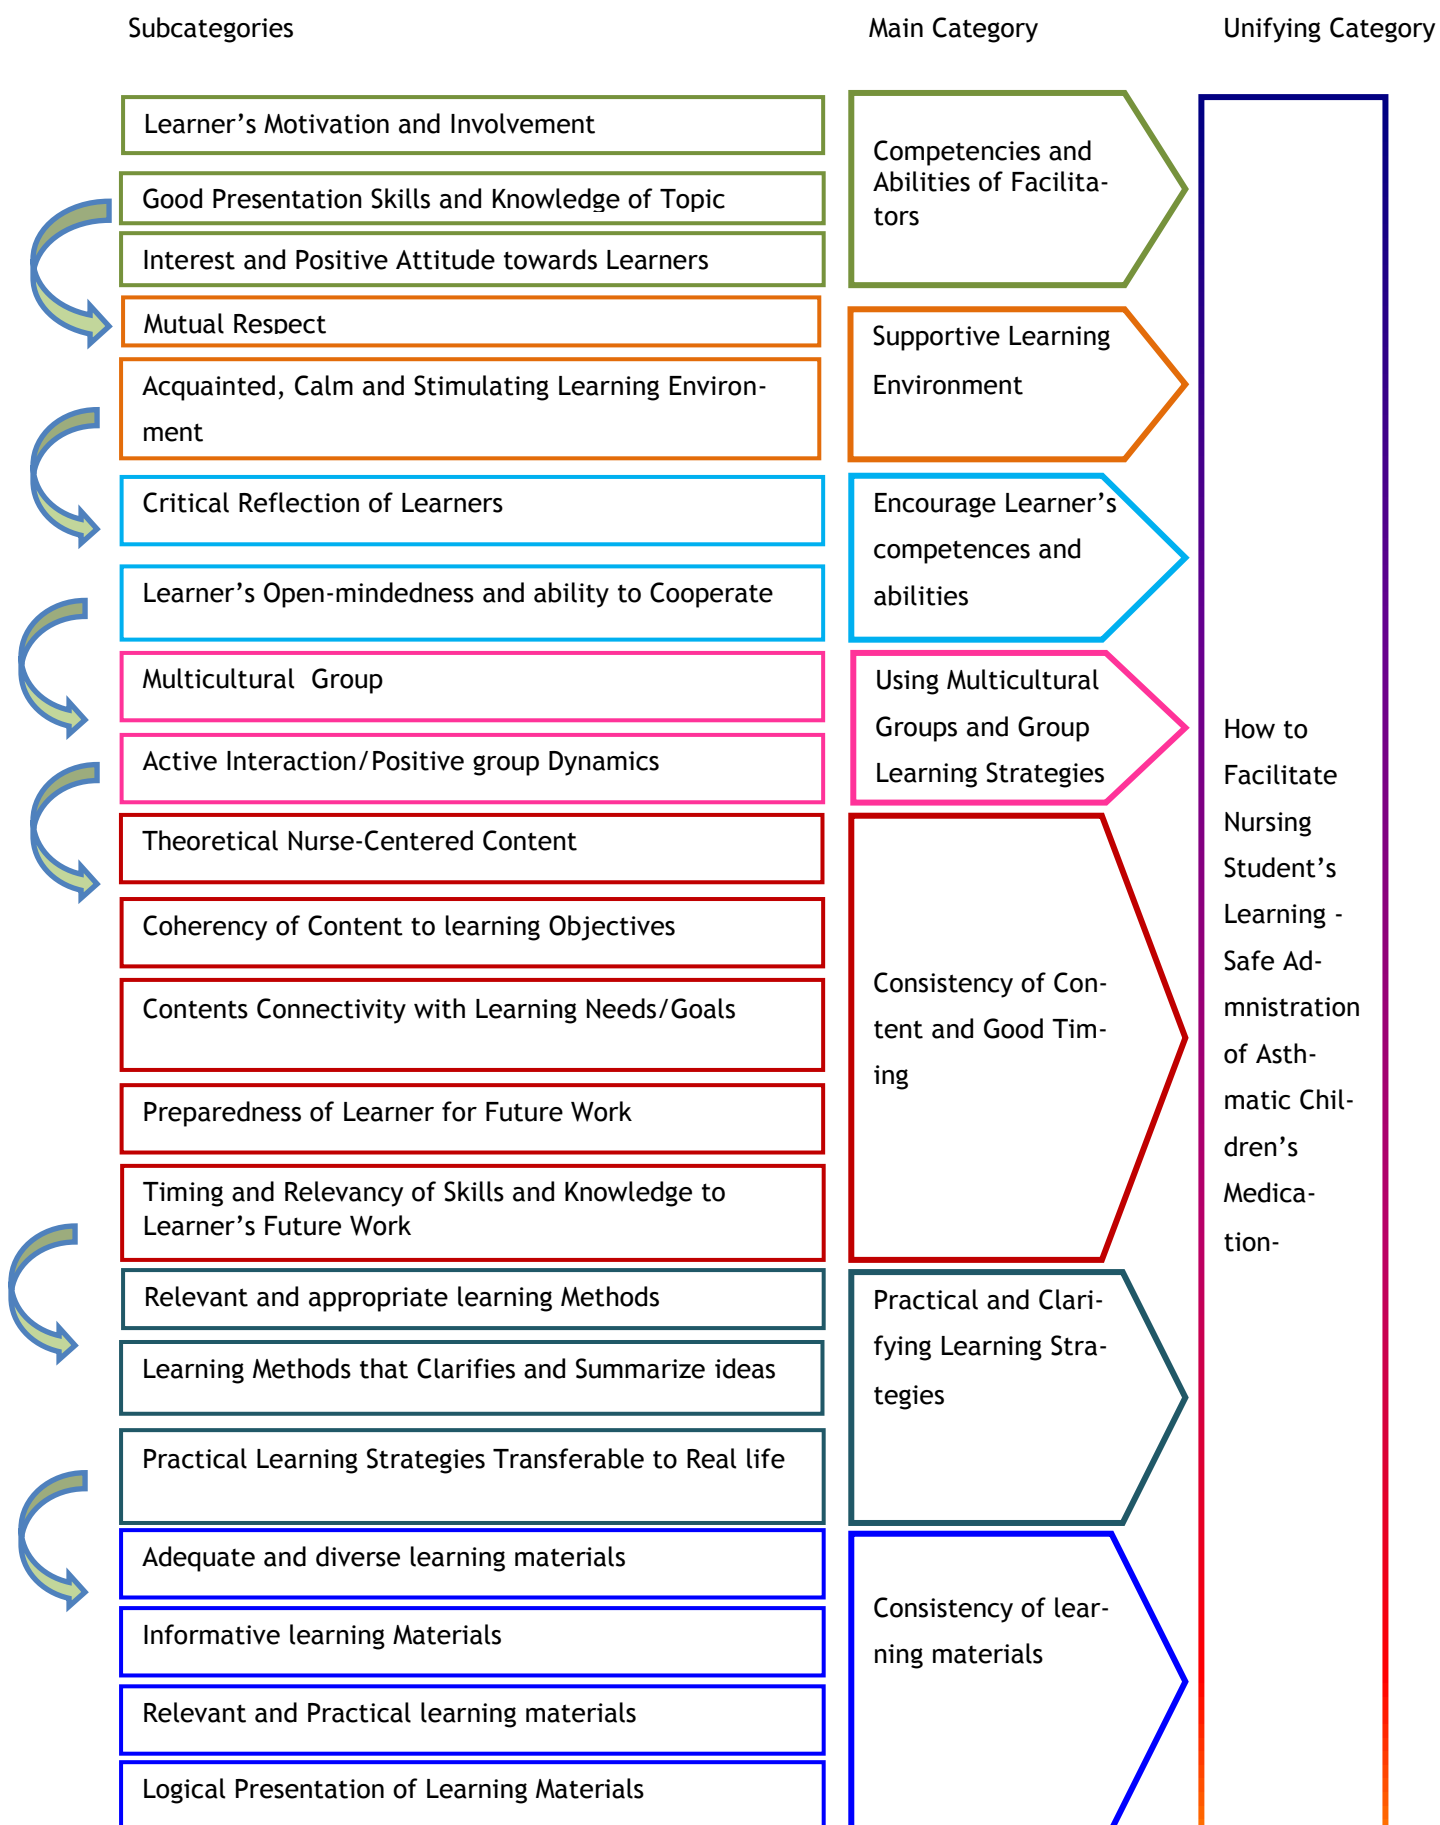 Subcategories
Main Category
Unifying Category
Learner’s Motivation and Involvement
Good Presentation Skills and Knowledge of Topic
Interest and Positive Attitude towards Learners
Competencies and
Abilities of Facilita-
tors
Mutual Respect
Acquainted, Calm and Stimulating Learning Environ-
ment
Supportive Learning
Environment
Critical Reflection of Learners
Learner’s Open-mindedness and ability to Cooperate
Encourage Learner’s
competences and
abilities
Multicultural  Group
Active Interaction/Positive group Dynamics
Using Multicultural
Groups and Group
Learning Strategies
Theoretical Nurse-Centered Content
Coherency of Content to learning Objectives
Contents Connectivity with Learning Needs/Goals
Preparedness of Learner for Future Work
Timing and Relevancy of Skills and Knowledge to
Learner’s Future Work
Consistency of Con-
tent and Good Tim-
ing
Relevant and appropriate learning Methods
Learning Methods that Clarifies and Summarize ideas
Practical Learning Strategies Transferable to Real life
Practical and Clari-
fying Learning Stra-
tegies
Adequate and diverse learning materials
Informative learning Materials
Relevant and Practical learning materials
Logical Presentation of Learning Materials
Consistency of lear-
ning materials
How to
Facilitate
Nursing
Student’s
Learning -
Safe Ad-
mnistration
of Asth-
matic Chil-
dren’s
Medica-
tion-